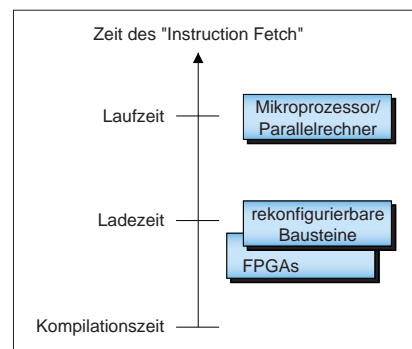 Zeit des "Instruction Fetch"
Laufzeit
Mikroprozessor/
Parallelrechner
Ladezeit
rekonfigurierbare
Bausteine
FPGAs
Kompilationszeit